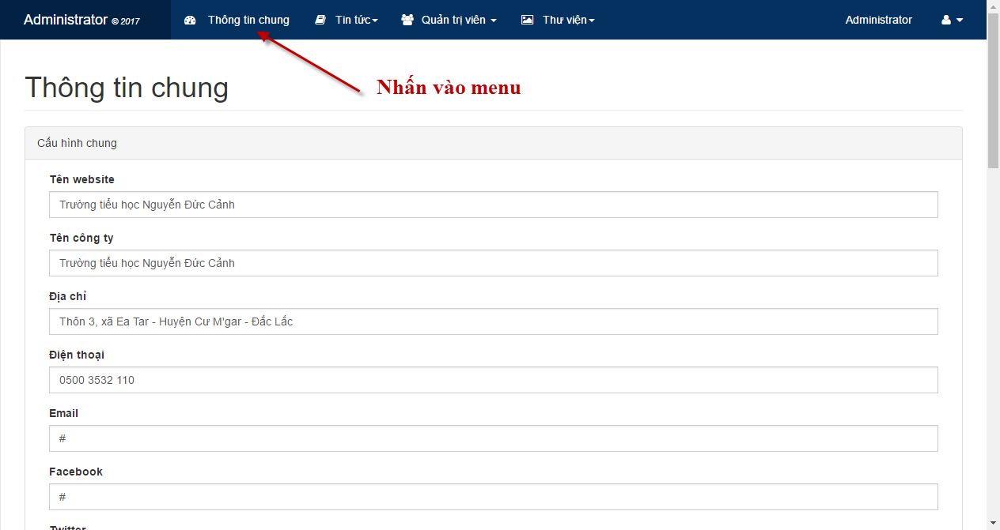 Administrator © 2017 Thông tin chung Tin tức Quản trị viên Thư viện Administrator
Nhấn vào menu
Thông tin chung
Cấu hình chung
Tên website
Trường tiểu học Nguyễn Đức Cảnh
Tên công ty
Trường tiểu học Nguyễn Đức Cảnh
Địa chỉ
Thôn 3, xã Ea Tar - Huyện Cư M'gar - Đắc Lắc
Điện thoại
0500 3532 110
Email
#
Facebook
#
Twitter